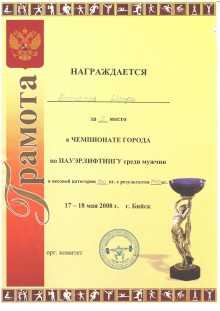 Грамота
НАГРАЖДАЕТСЯ
за место
в ЧЕМПИОНАТЕ ГОРОДА
по ПАУЭРЛИФТИНГУ среди мужчин
в весовой категории кг. с результатом кг.
17 – 18 мая 2008 г. г. Бийск
орг. комитет